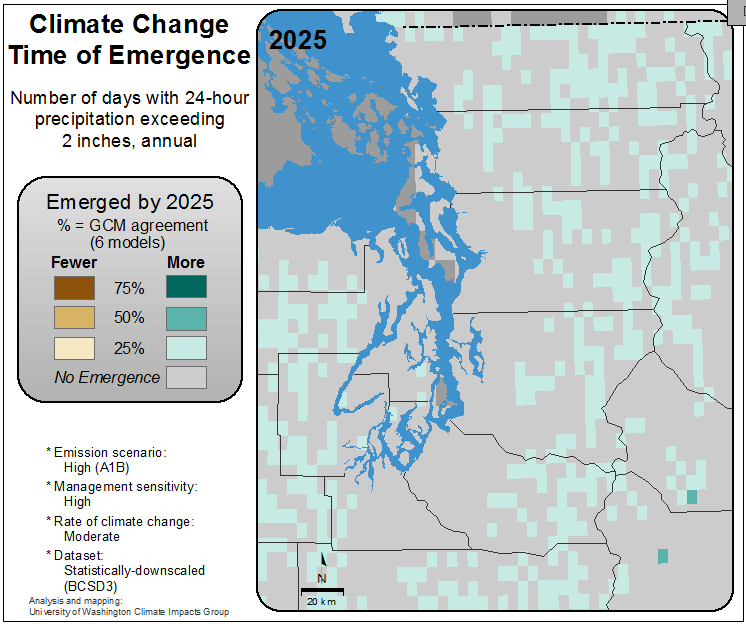 Climate Change
Time of Emergence
Number of days with 24-hour
precipitation exceeding
2 inches, annual
Emerged by 2025
% = GCM agreement
(6 models)
Fewer More
75%
50%
25%
No Emergence
* Emission scenario:
High (A1B)
* Management sensitivity:
High
* Rate of climate change:
Moderate
* Dataset:
Statistically-downscaled
(BCSD3)
Analysis and mapping:
University of Washington Climate Impacts Group
2025
N
20 km